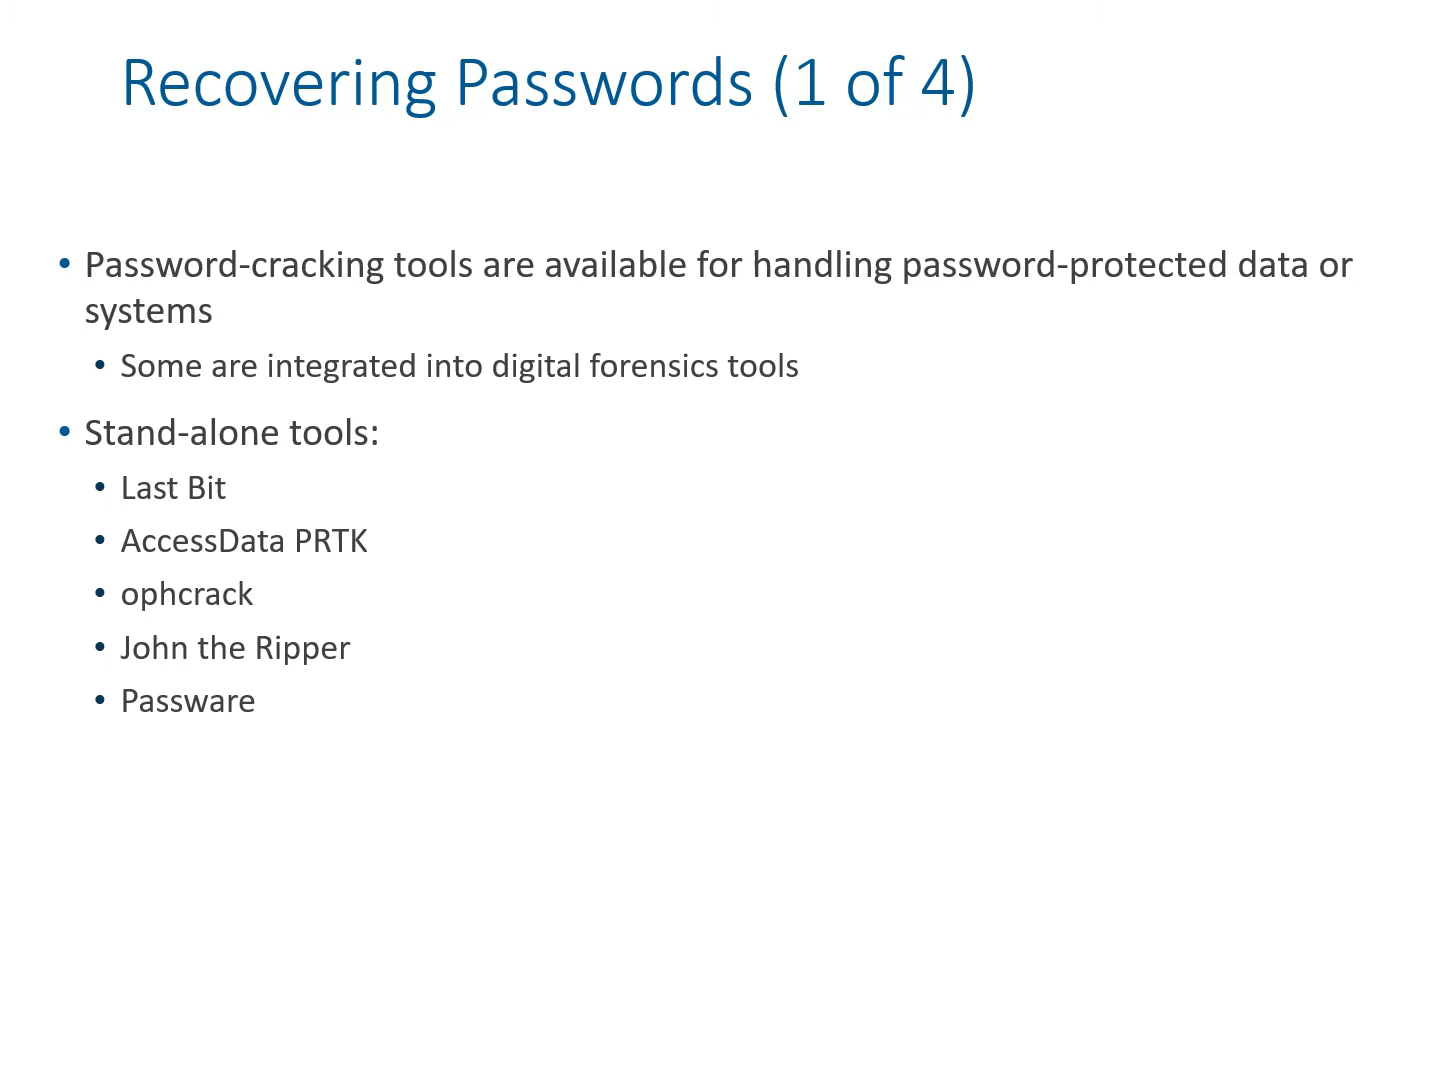 Recovering Passwords (1 of 4)
• Password-cracking tools are available for handling password-protected data or
systems
• Some are integrated into digital forensics tools
• Stand-alone tools:
• Last Bit
• AccessData PRTK
• ophcrack
• John the Ripper
• Passware